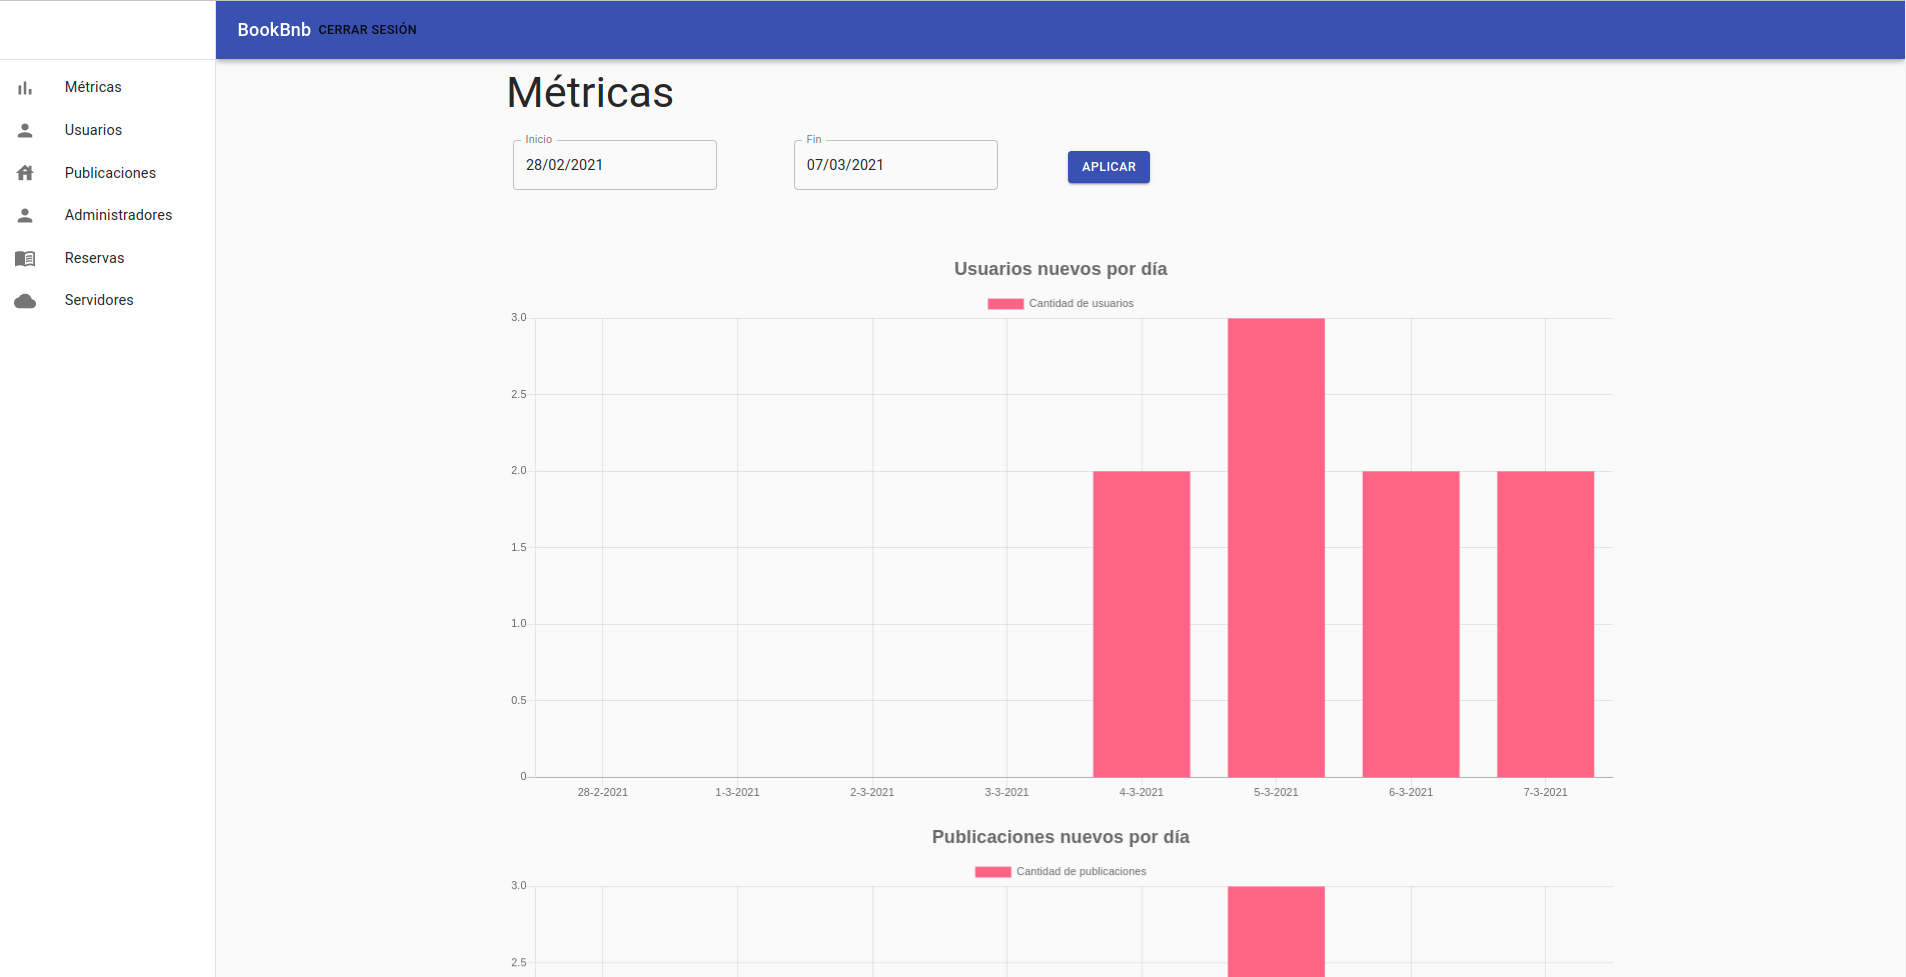 BookBnb CERRAR SESIÓN
Métricas
Usuarios
Publicaciones
Administradores
Reservas
Servidores
Métricas
Inicio
28/02/2021
Fin
07/03/2021
APLICAR
Usuarios nuevos por día
Cantidad de usuarios
3.0
2.5
2.0
1.5
1.0
0.5
0
28-2-2021 1-3-2021 2-3-2021 3-3-2021 4-3-2021 5-3-2021 6-3-2021 7-3-2021
Publicaciones nuevos por día
Cantidad de publicaciones
3.0
2.5